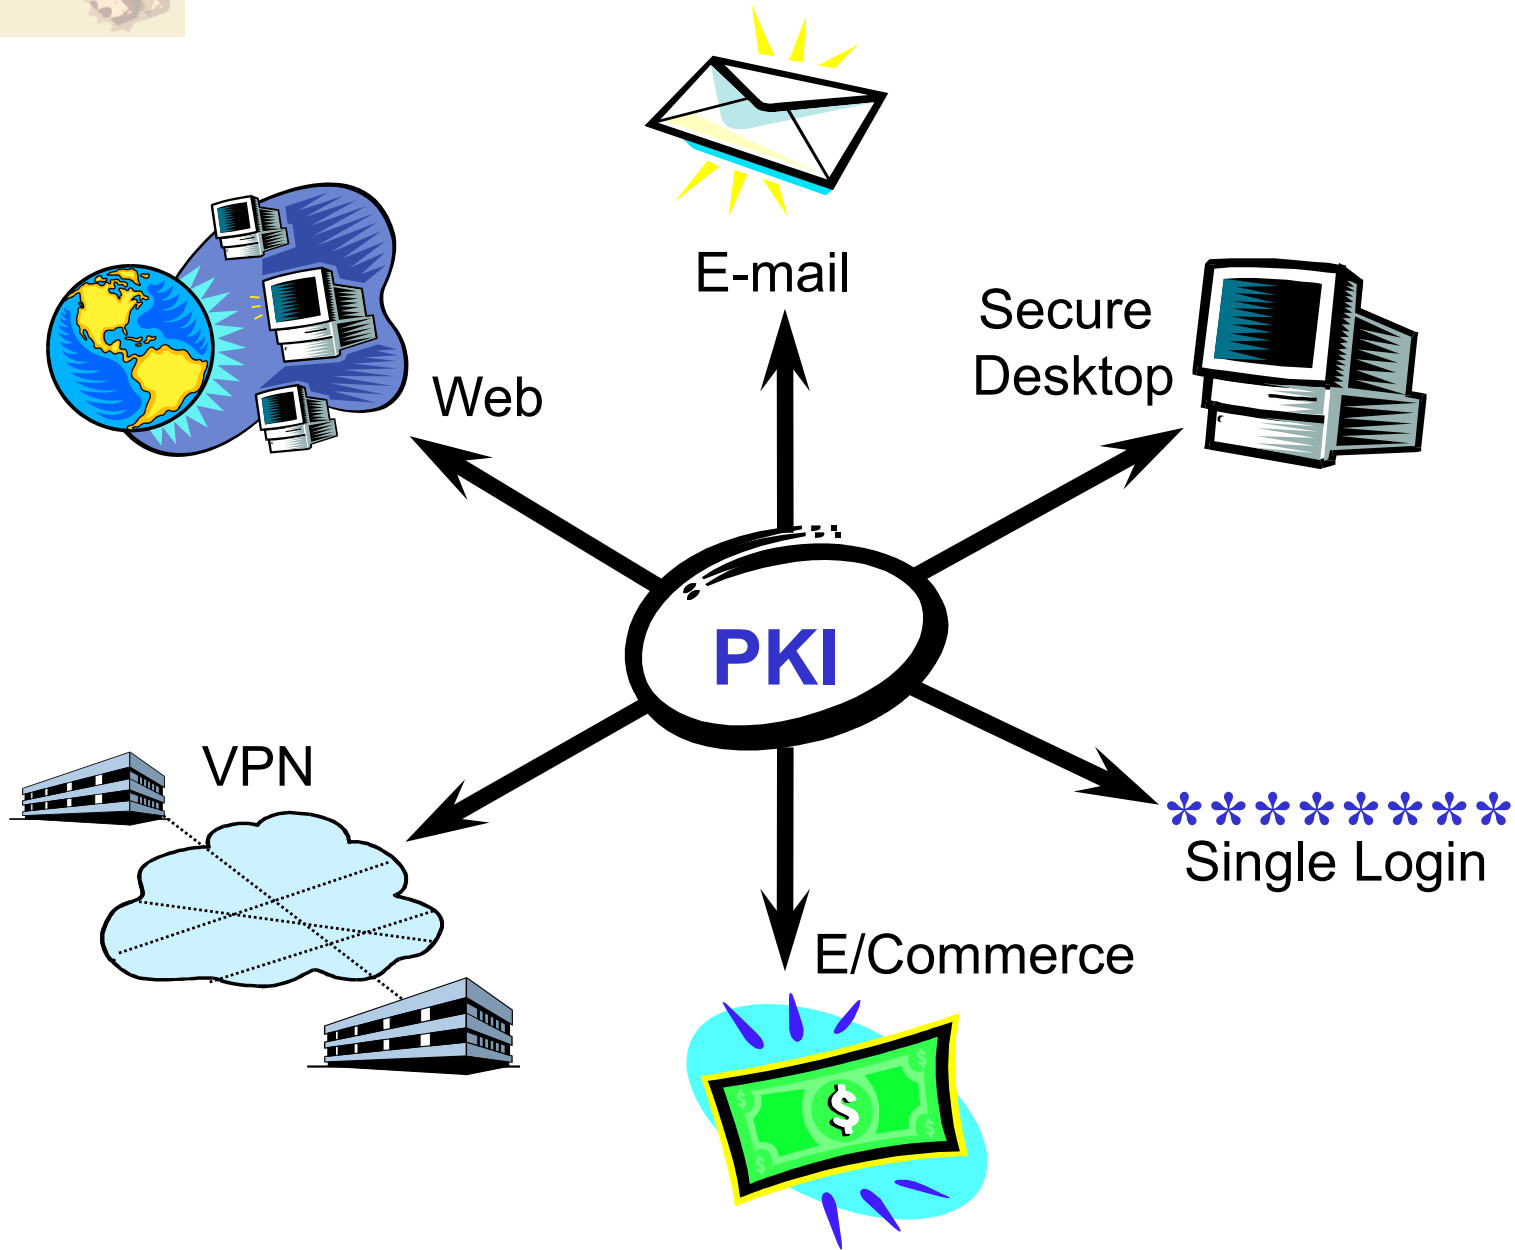 E-mail
Secure
Desktop
Web
PKI
VPN
********
Single Login
E/Commerce
$